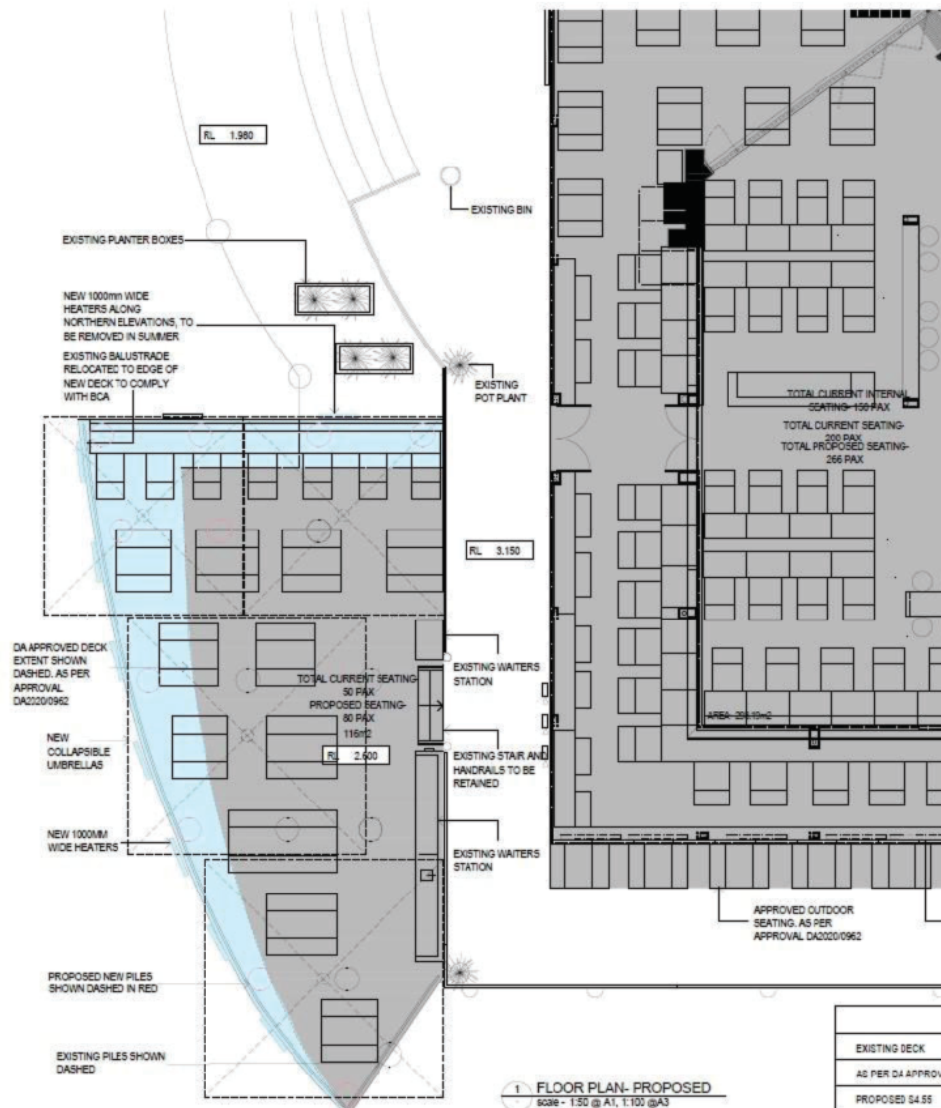 RL 1.980
EXISTING BIN
EXISTING PLANTER BOXES
NEW 1000mm WIDE
HEATERS ALONG
NORTHERN ELEVATIONS, TO
BE REMOVED IN SUMMER
EXISTING BALUSTRADE
RELOCATED TO EDGE OF
NEW DECK TO COMPLY
WITH BCA
EXISTING
POT PLANT
TOTAL CURRENT INTERNAL
SEATING- 150 PAX
TOTAL CURRENT SEATING-
200 PAX
TOTAL PROPOSED SEATING-
266 PAX
RL 3.150
DA APPROVED DECK
EXTENT SHOWN
DASHED. AS PER
APPROVAL
DA2020/0962
TOTAL CURRENT SEATING-
50 PAX
PROPOSED SEATING-
80 PAX
116m2
RL 2.600
EXISTING WAITERS
STATION
NEW
COLLAPSIBLE
UMBRELLAS
EXISTING STAIR AND
HANDRAILS TO BE
RETAINED
NEW 1000MM
WIDE HEATERS
EXISTING WAITERS
STATION
AREA:
APPROVED OUTDOOR
SEATING. AS PER
APPROVAL DA2020/0962
PROPOSED NEW PILES
SHOWN DASHED IN RED
EXISTING PILES SHOWN
DASHED
1 FLOOR PLAN- PROPOSED
scale - 1:50 @ A1, 1:100 @A3
EXISTING DECK
AS PER DA APPROV
PROPOSED S4.55